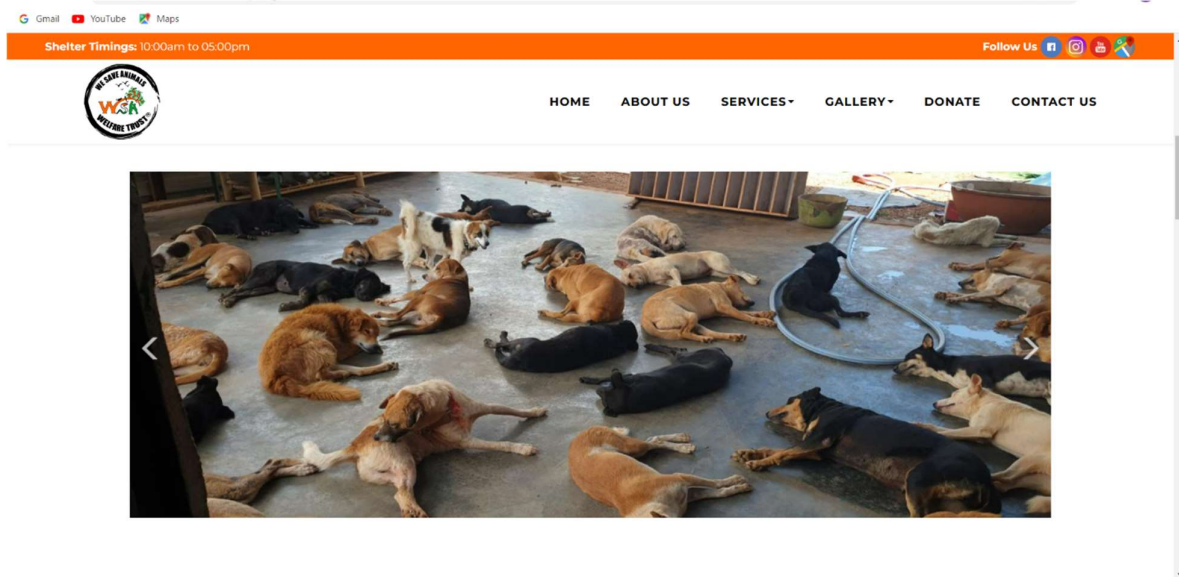 Gmail YouTube Maps
Shelter Timings: 10:00am to 05:00pm Follow Us
WE SAVE ANIMALS
WSA
WELFARE TRUST
HOME ABOUT US SERVICES GALLERY DONATE CONTACT US